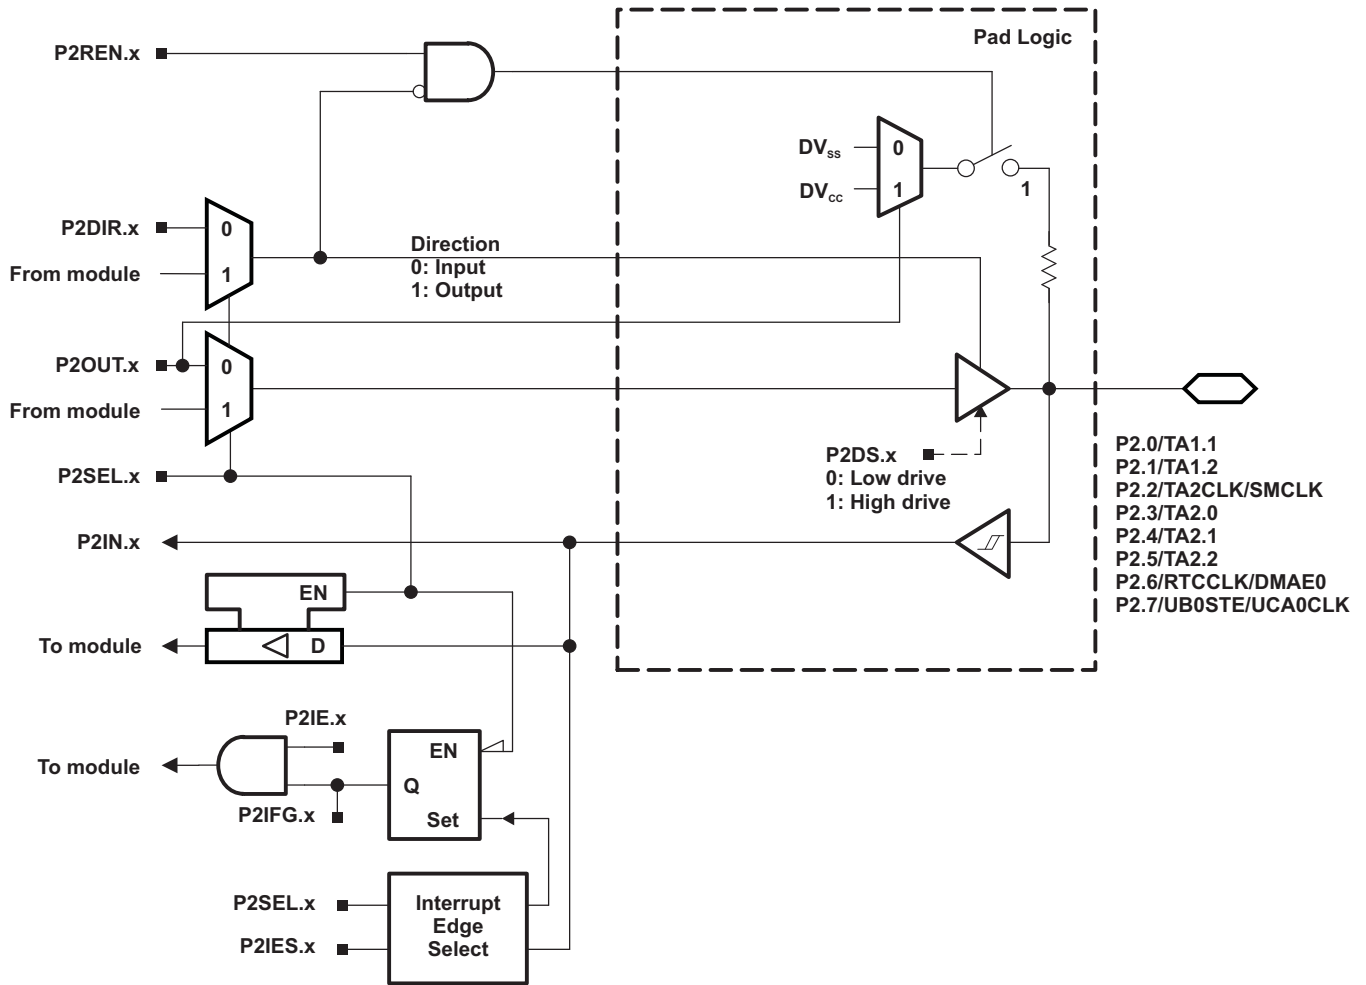 Pad Logic
P2REN.x
DVSS
0
DVCC
1
1
P2DIR.x
0
From module
1
Direction
0: Input
1: Output
P2OUT.x
0
From module
1
P2SEL.x
P2DS.x
0: Low drive
1: High drive
P2.0/TA1.1
P2.1/TA1.2
P2.2/TA2CLK/SMCLK
P2.3/TA2.0
P2.4/TA2.1
P2.5/TA2.2
P2.6/RTCCLK/DMAE0
P2.7/UB0STE/UCA0CLK
P2IN.x
EN
To module
D
P2IE.x
EN
To module
Q
P2IFG.x
Set
P2SEL.x
P2IES.x
Interrupt
Edge
Select